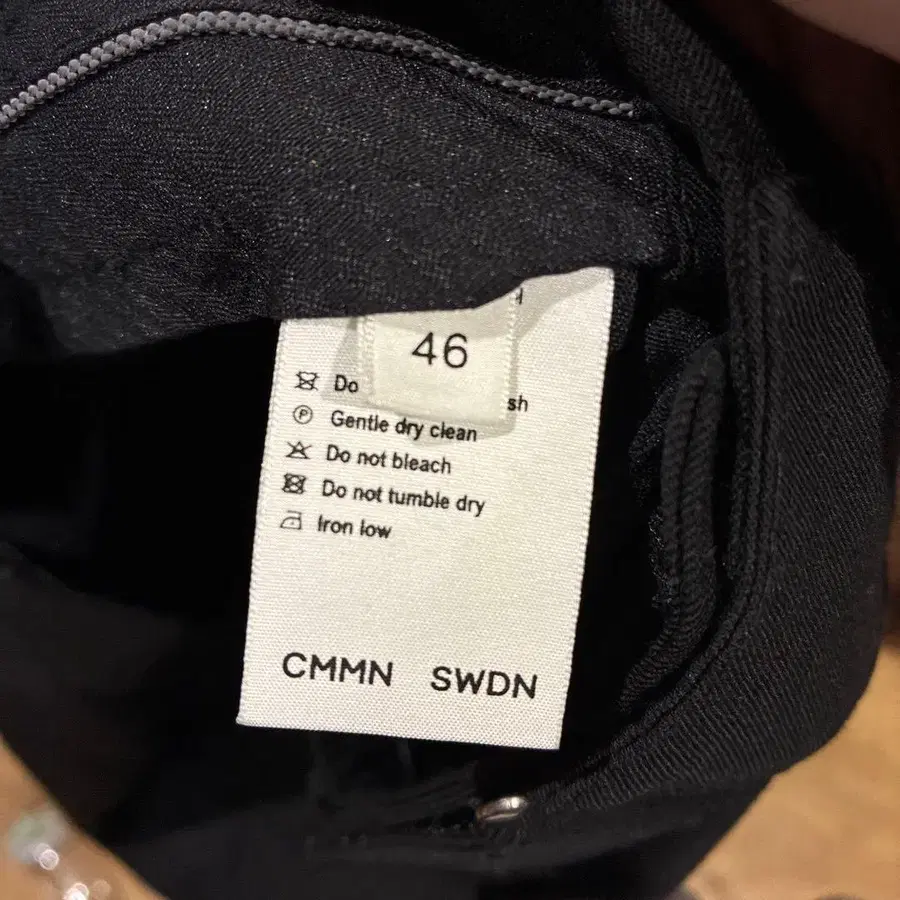 46
Do sh
Gentle dry clean
Do not bleach
Do not tumble dry
Iron low
CMMN SWDN